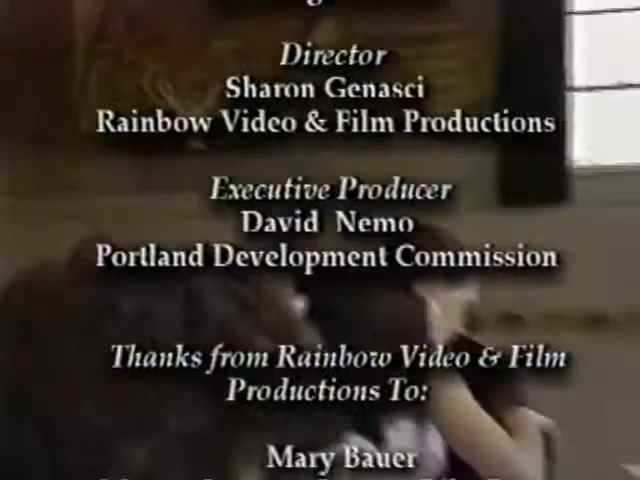 Director
Sharon Genasci
Rainbow Video & Film Productions
Executive Producer
David Nemo
Portland Development Commission
Thanks from Rainbow Video & Film
Productions To:
Mary Bauer